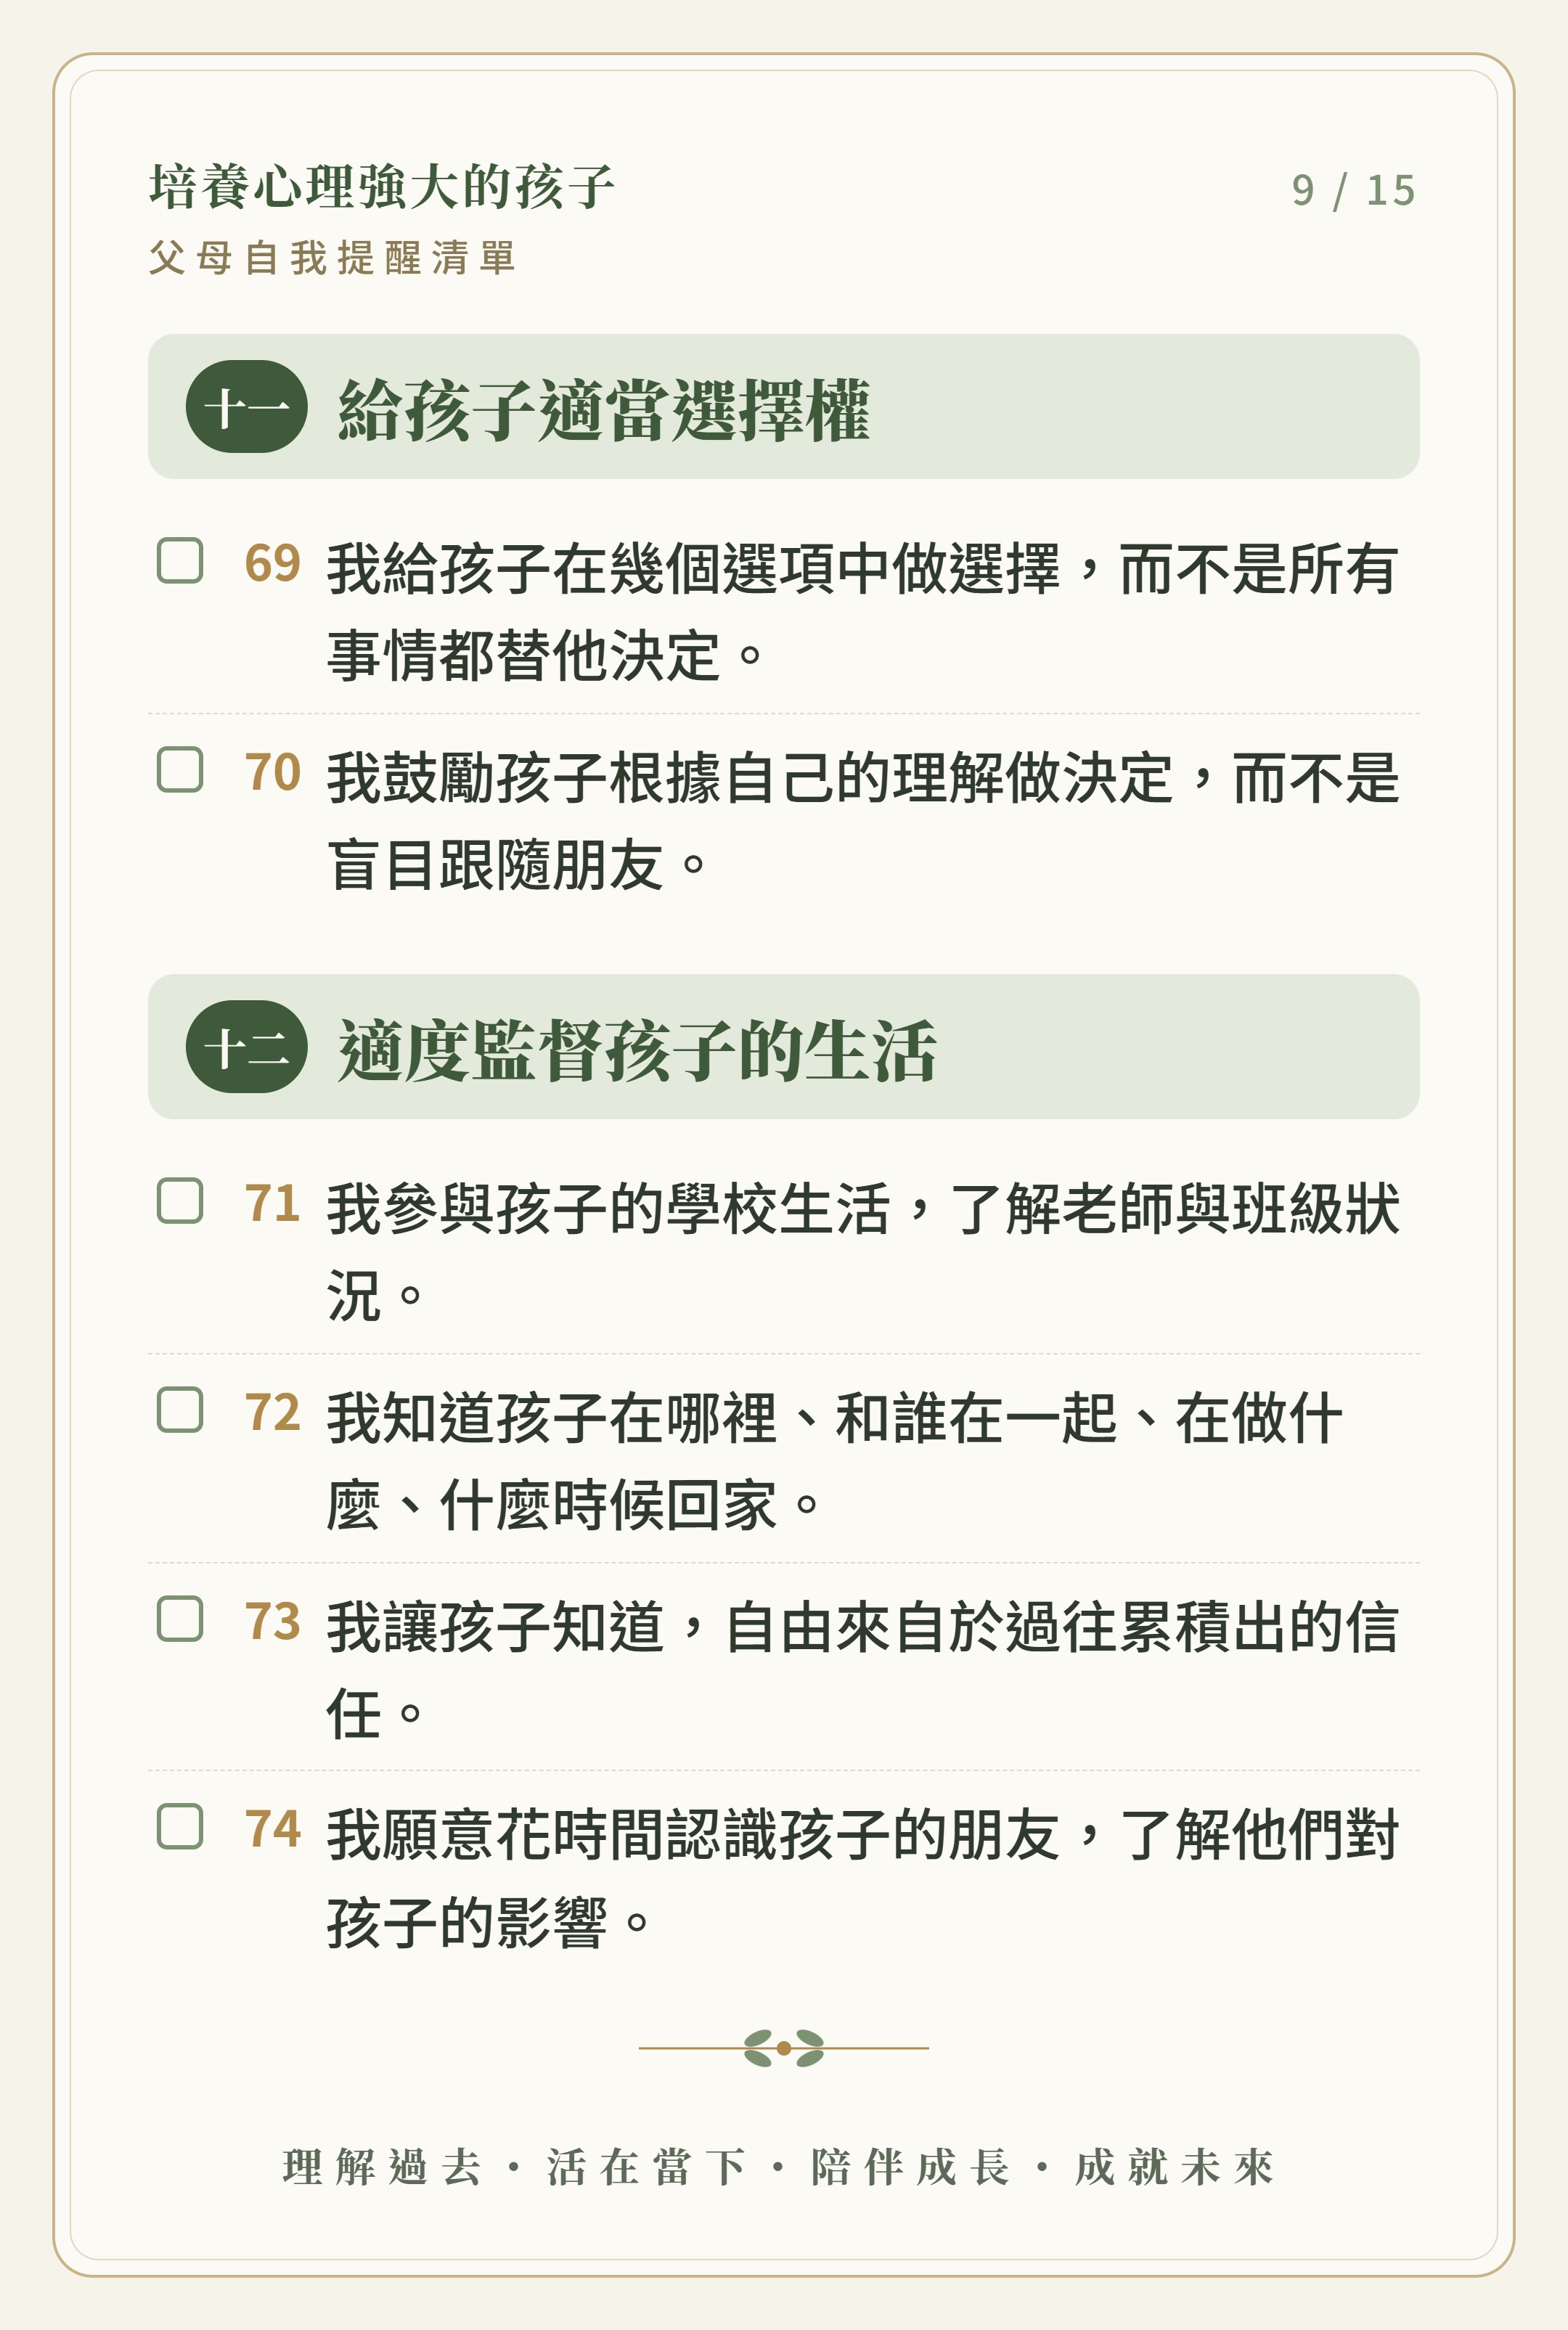 培養心理強大的孩子
9 / 15
父母自我提醒清單
十一 給孩子適當選擇權
69 我給孩子在幾個選項中做選擇，而不是所有
事情都替他決定。
70 我鼓勵孩子根據自己的理解做決定，而不是
盲目跟隨朋友。
十二 適度監督孩子的生活
71 我參與孩子的學校生活，了解老師與班級狀
況。
72 我知道孩子在哪裡、和誰在一起、在做什
麼、什麼時候回家。
73 我讓孩子知道，自由來自於過往累積出的信
任。
74 我願意花時間認識孩子的朋友，了解他們對
孩子的影響。
理解過去・活在當下・陪伴成長・成就未來